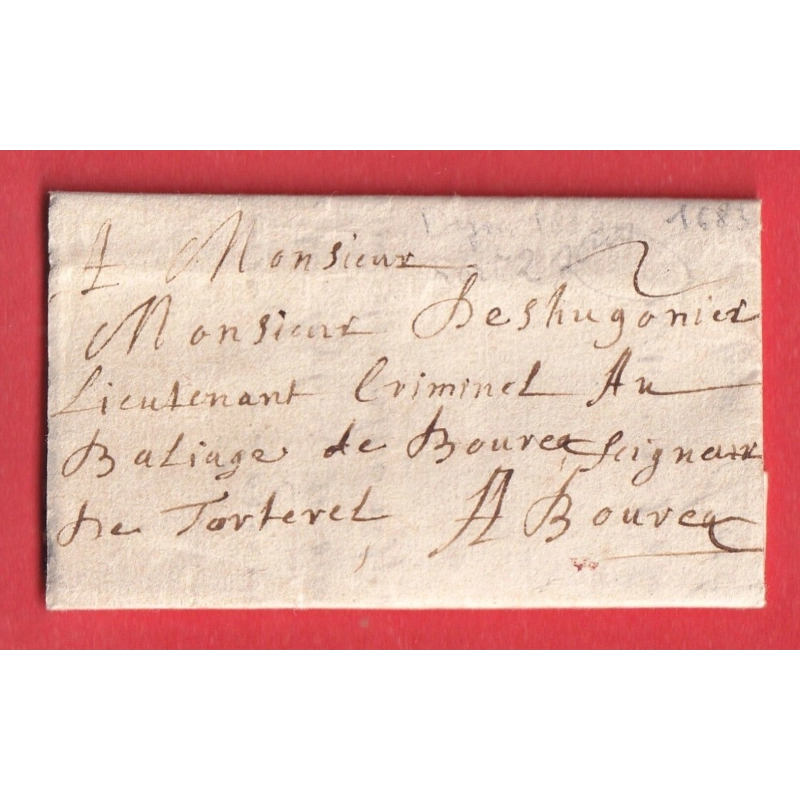 A Monsieur
Monsieur Deshugonier
Lieutenant Criminel Au
Baliage de Bourea Seigneur
De Torterel A Bourea
1683